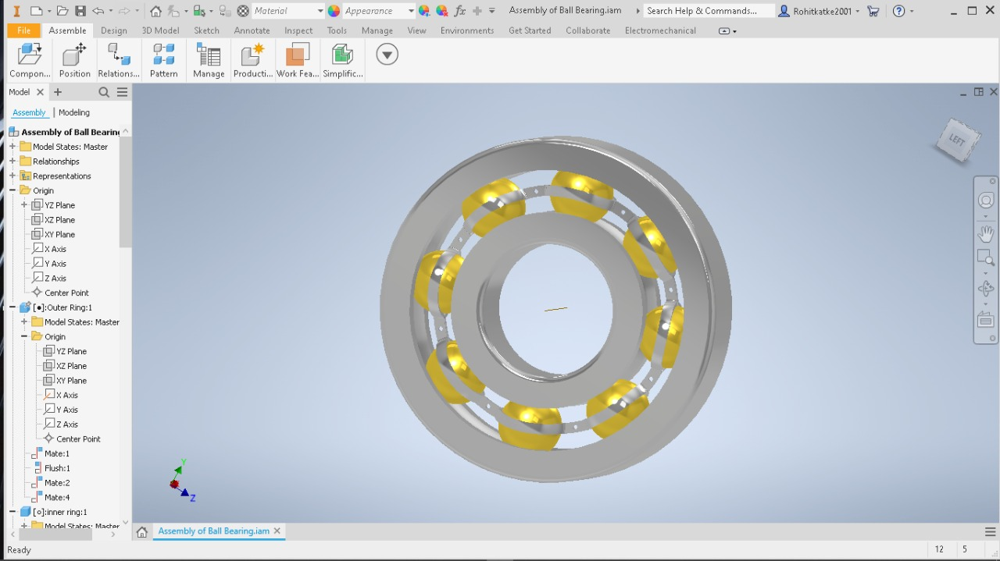 Material
Appearance
fx
Assembly of Ball Bearing.iam
Search Help & Commands...
Rohitkatke2001
File
Assemble
Design
3D Model
Sketch
Annotate
Inspect
Tools
Manage
View
Environments
Get Started
Collaborate
Electromechanical
Compon...
Position
Relations...
Pattern
Manage
Producti...
Work Fea...
Simplific...
Model
Assembly | Modeling
Assembly of Ball Bearing
Model States: Master
Relationships
Representations
Origin
YZ Plane
XZ Plane
XY Plane
X Axis
Y Axis
Z Axis
Center Point
[●]:Outer Ring:1
Model States: Master
Origin
YZ Plane
XZ Plane
XY Plane
X Axis
Y Axis
Z Axis
Center Point
Mate:1
Flush:1
Mate:2
Mate:4
[o]:inner ring:1
Model States: Master
LEFT
Y
Z
Assembly of Ball Bearing.iam
Ready
12
5